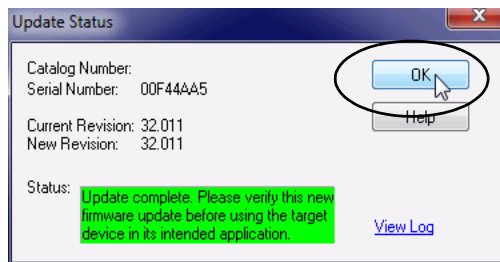 Update Status
X
Catalog Number:
Serial Number: 00F44AA5
OK
Current Revision: 32.011
Help
New Revision: 32.011
Status:
Update complete. Please verify this new
firmware update before using the target
device in its intended application.
View Log